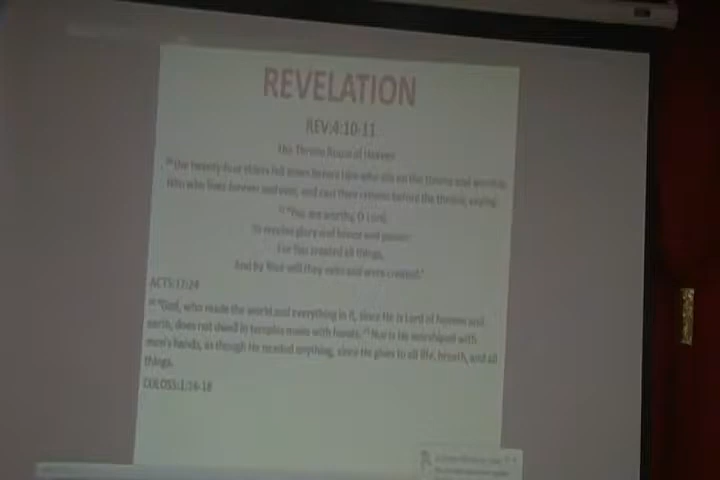 REVELATION
REV:4:10-11
The Throne Room of Heaven
the twenty-four elders fall down before Him who sits on the throne and worship
Him who lives forever and ever, and cast their crowns before the throne, saying:
"You are worthy, O Lord,
To receive glory and honor and power;
For You created all things,
And by Your will they exist and were created."
ACTS:17:24
"God, who made the world and everything in it, since He is Lord of heaven and
earth, does not dwell in temples made with hands. Nor is He worshiped with
men's hands, as though He needed anything, since He gives to all life, breath, and all
things.
COLOSS:1:16-18